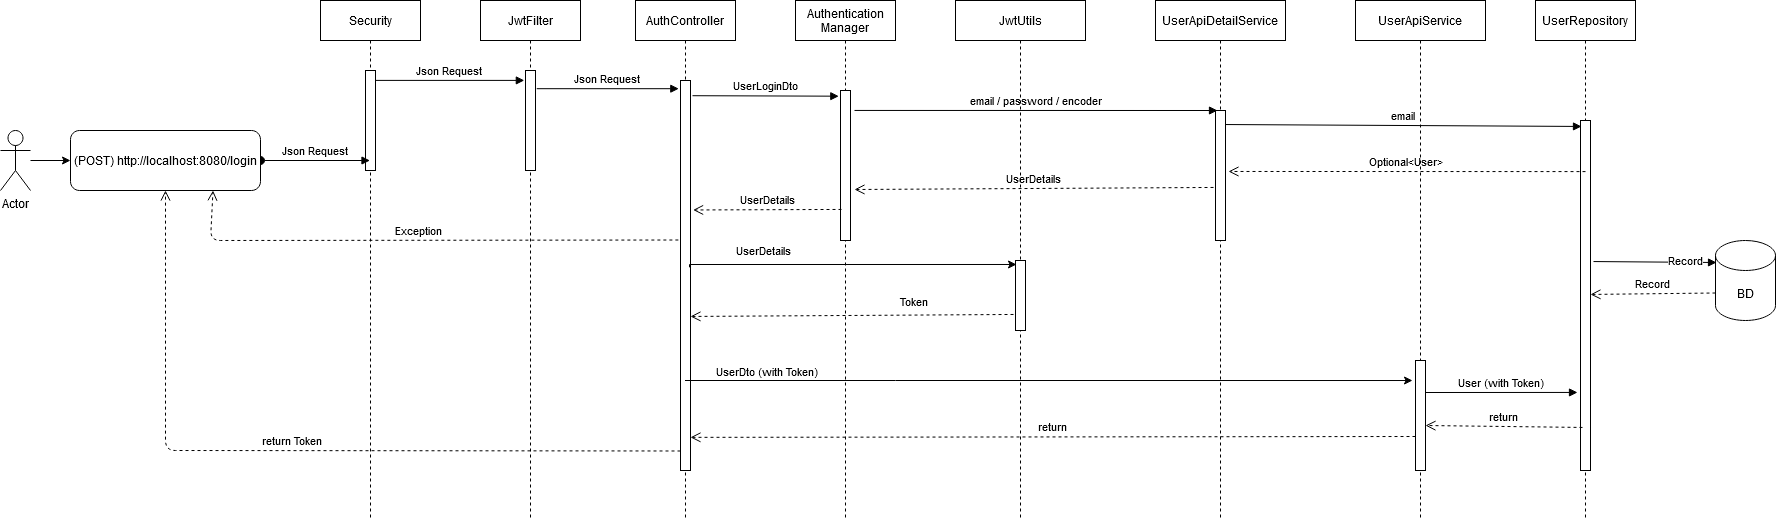 Security
JwtFilter
AuthController
Authentication
Manager
JwtUtils
UserApiDetailService
UserApiService
UserRepository
Json Request
Json Request
UserLoginDto
email / password / encoder
email
Actor
(POST) http://localhost:8080/login
Json Request
Optional<User>
UserDetails
UserDetails
Exception
UserDetails
Record
Record
BD
Token
UserDto (with Token)
User (with Token)
return
return
return Token